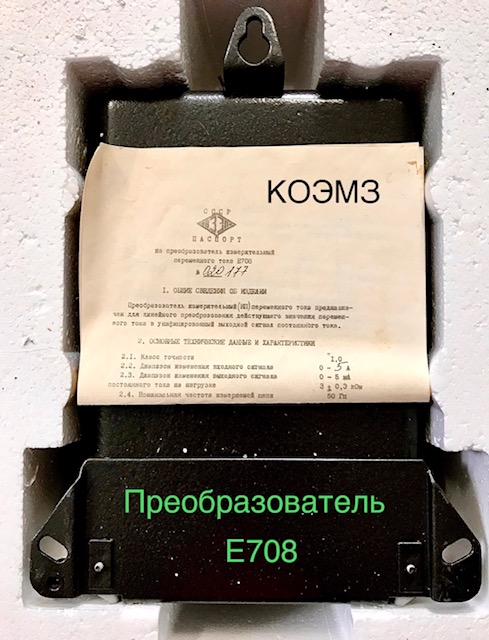 КОЭМЗ
СССР
ПАСПОРТ
на преобразователь измерительный
переменного тока Е708
№ 020177
I. ОБЩИЕ СВЕДЕНИЯ ОБ ИЗДЕЛИИ
Преобразователь измерительный (ИП) переменного тока предназна-
чен для линейного преобразования действующего значения перемен-
ного тока в унифицированный выходной сигнал постоянного тока.
2. ОСНОВНЫЕ ТЕХНИЧЕСКИЕ ДАННЫЕ И ХАРАКТЕРИСТИКИ
2.1. Класс точности 1,0
2.2. Диапазон изменения входного сигнала 0 - 5 А
2.3. Диапазон изменения выходного сигнала 0 - 5 мА
постоянного тока на нагрузке 3 ± 0,3 кОм
2.4. Номинальная частота измеряемой цепи 50 Гц
Преобразователь
Е708